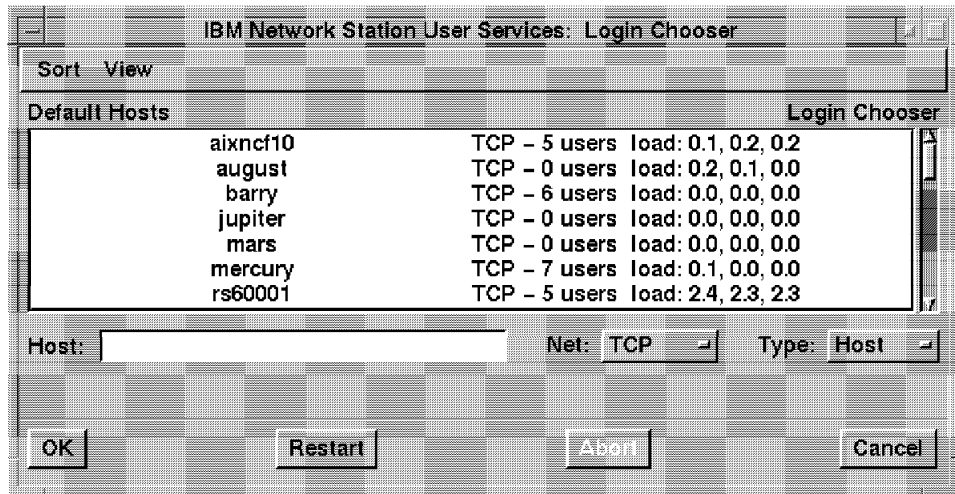 IBM Network Station User Services: Login Chooser
Sort View
Default Hosts Login Chooser
aixncf10 TCP – 5 users load: 0.1, 0.2, 0.2
august TCP – 0 users load: 0.2, 0.1, 0.0
barry TCP – 6 users load: 0.0, 0.0, 0.0
jupiter TCP – 0 users load: 0.0, 0.0, 0.0
mars TCP – 0 users load: 0.0, 0.0, 0.0
mercury TCP – 7 users load: 0.1, 0.0, 0.0
rs60001 TCP – 5 users load: 2.4, 2.3, 2.3
Host: Net: TCP Type: Host
OK Restart Abort Cancel